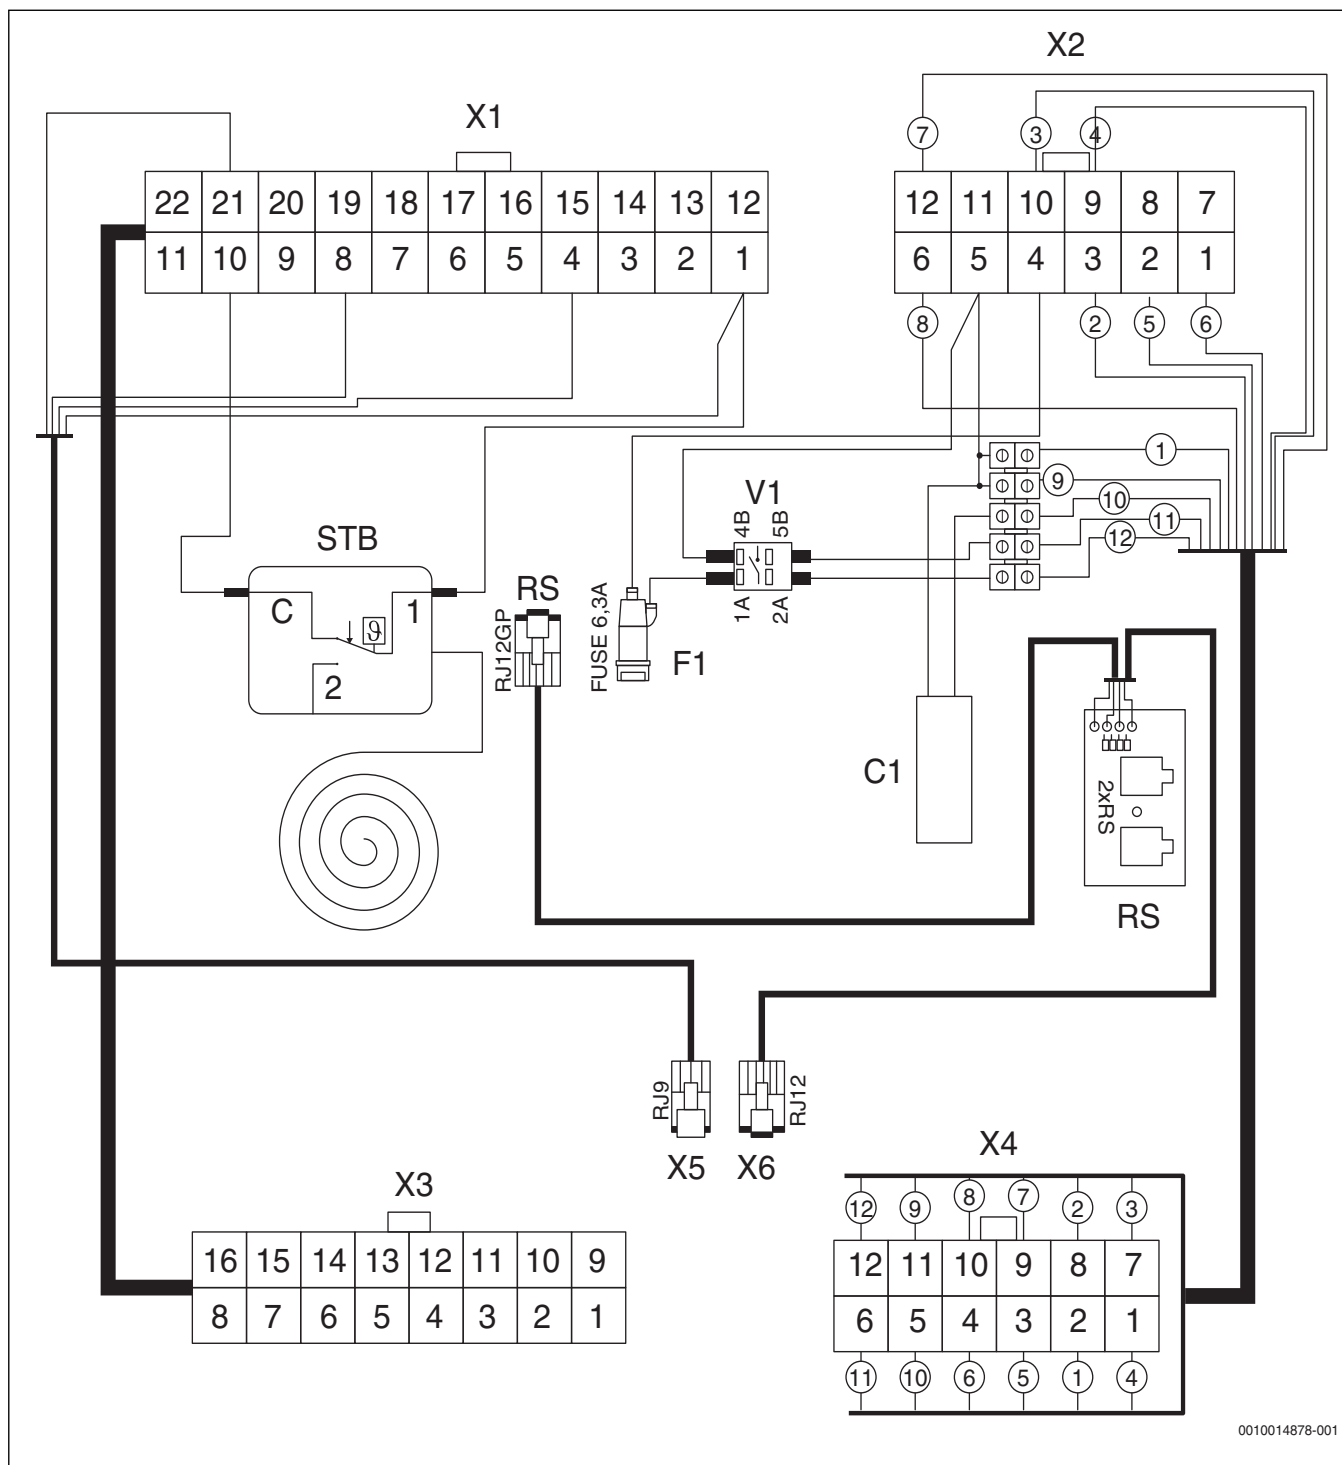 X2
X1
7 3 4
22 21 20 19 18 17 16 15 14 13 12
11 10 9 8 7 6 5 4 3 2 1
12 11 10 9 8 7
6 5 4 3 2 1
8 2 5 6
1
9
10
11
12
V1
4B 5B
1A 2A
STB
C 1
ϑ
2
RS
RJ12GP
FUSE 6,3A
F1
C1
2xRS
RS
RJ9
RJ12
X5 X6
X3
16 15 14 13 12 11 10 9
8 7 6 5 4 3 2 1
X4
12 9 8 7 2 3
12 11 10 9 8 7
6 5 4 3 2 1
11 10 6 5 1 4
0010014878-001